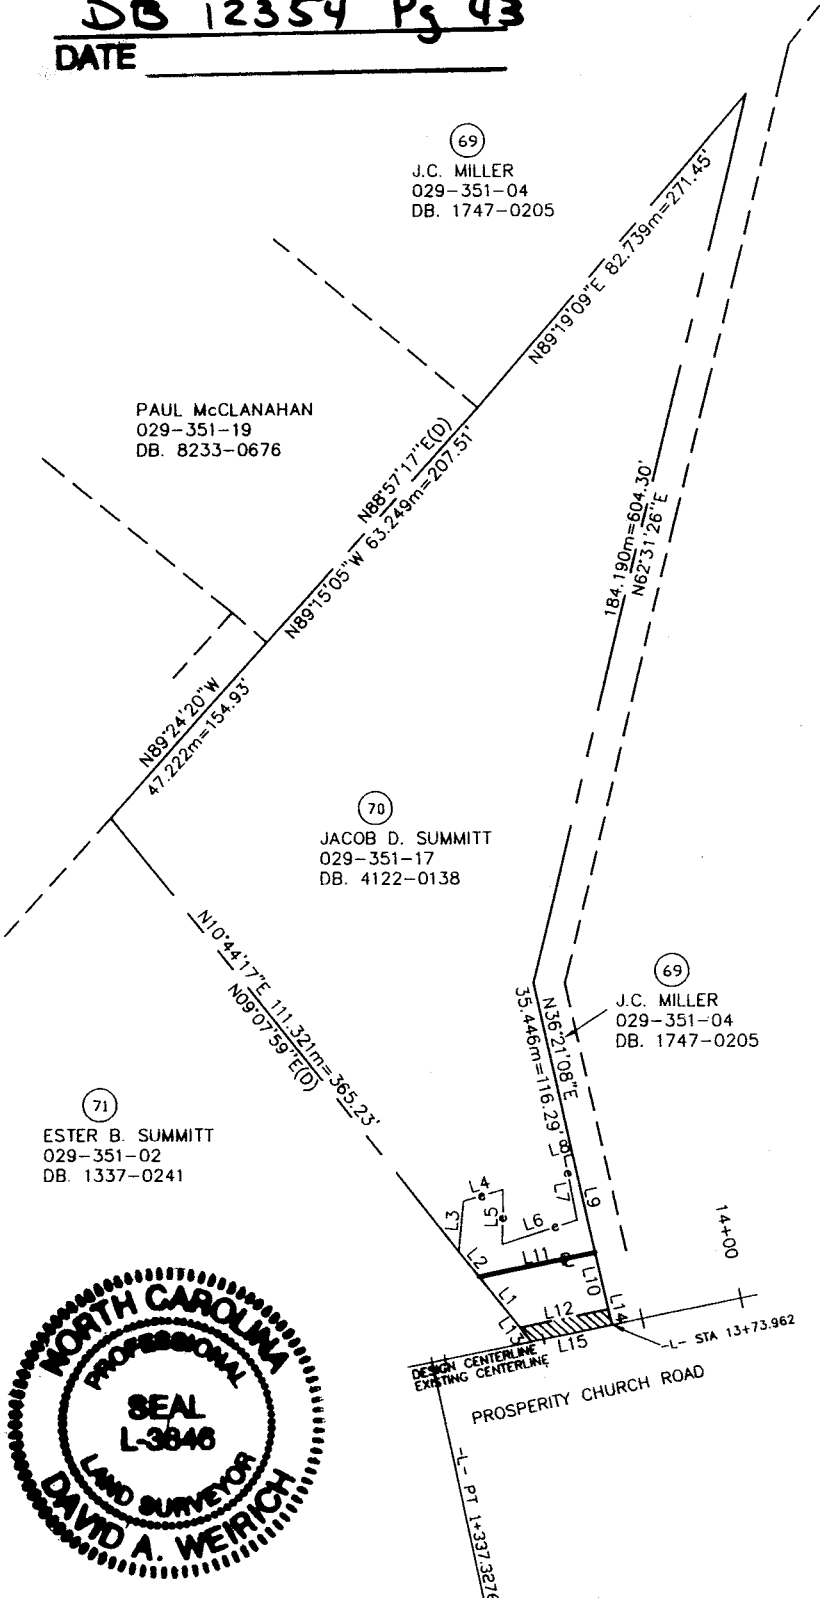 DB 12354 Pg 43
DATE
69
J.C. MILLER
029-351-04
DB. 1747-0205
N89°19'09"E 82.739m=271.45'
PAUL McCLANAHAN
029-351-19
DB. 8233-0676
N88°57'17"E(D)
N89°15'05"W 63.249m=207.51'
184.190m=604.30'
N62°31'26"E
N89°24'20"W
47.222m=154.93'
70
JACOB D. SUMMITT
029-351-17
DB. 4122-0138
N10°44'17"E 111.321m=365.23'
N09°07'59"E(D)
69
J.C. MILLER
029-351-04
DB. 1747-0205
N36°21'08"E
35.446m=116.29'
71
ESTER B. SUMMITT
029-351-02
DB. 1337-0241
L8
L4
L7
L9
L3
L5
L6
14+00
L2
L11
L10
L1
L12
L14
L13
L15
-L- STA 13+73.962
DESIGN CENTERLINE
EXISTING CENTERLINE
PROSPERITY CHURCH ROAD
-L- PT 1+337.3276
NORTH CAROLINA
PROFESSIONAL
SEAL
L-3846
LAND SURVEYOR
DAVID A. WEIRICH